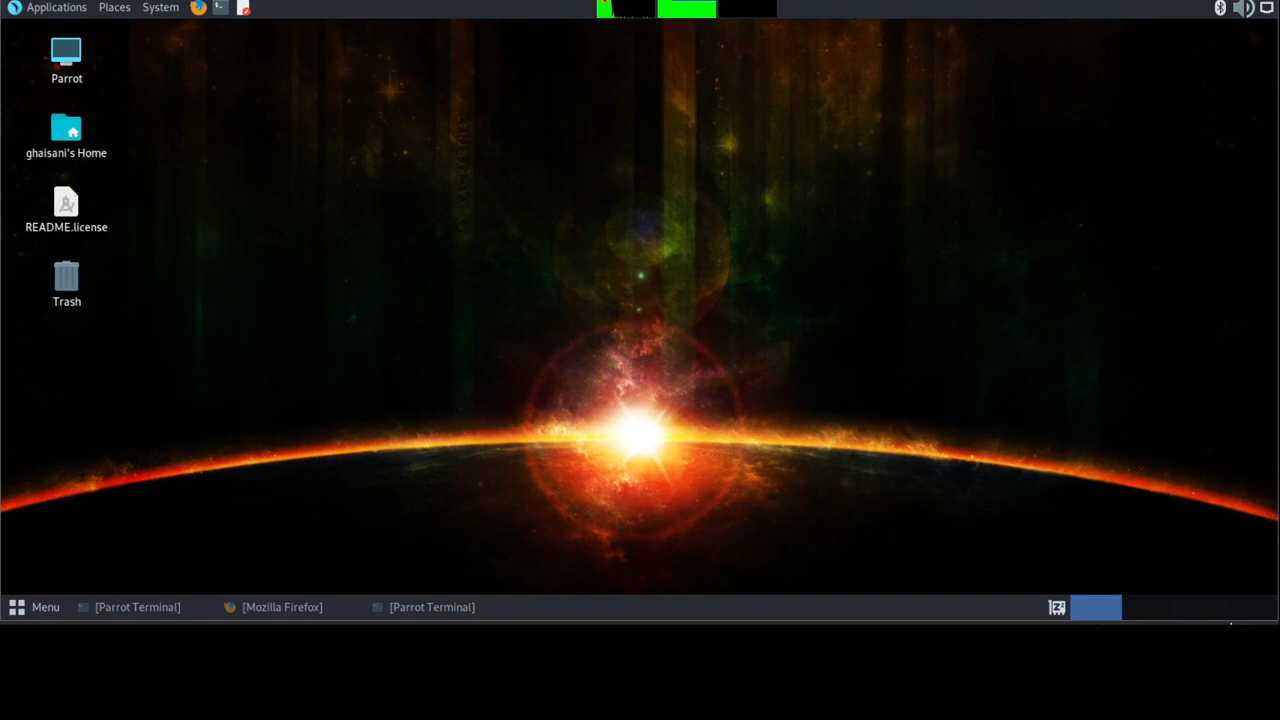 Applications Places System
Parrot
ghaisani's Home
README.license
Trash
Menu [Parrot Terminal] [Mozilla Firefox] [Parrot Terminal]